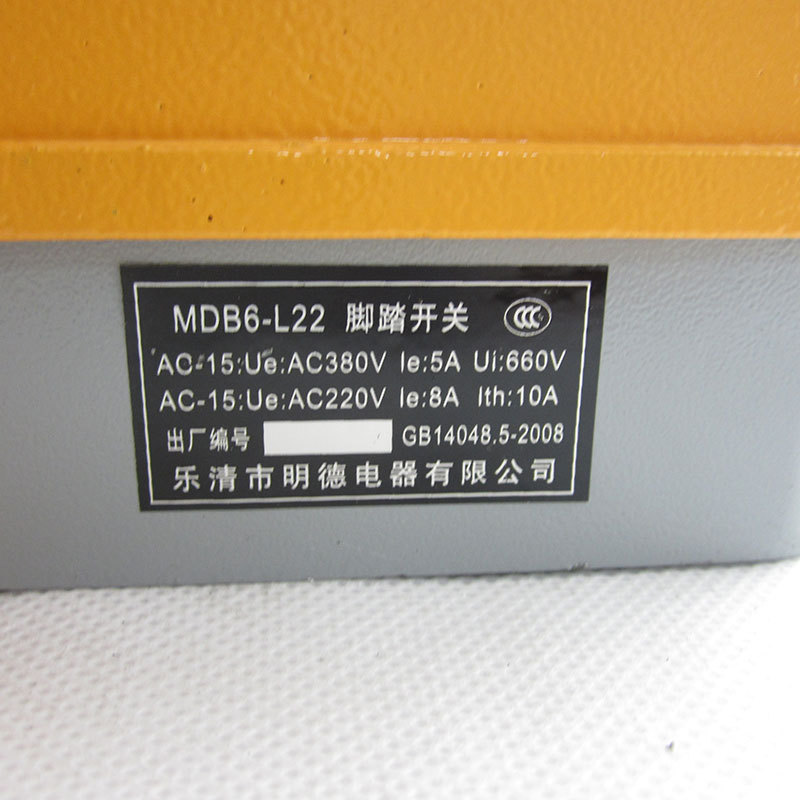 MDB6-L22 脚踏开关 CCC
AC-15:Ue:AC380V Ie:5A Ui:660V
AC-15:Ue:AC220V Ie:8A Ith:10A
出厂编号 GB14048.5-2008
乐清市明德电器有限公司